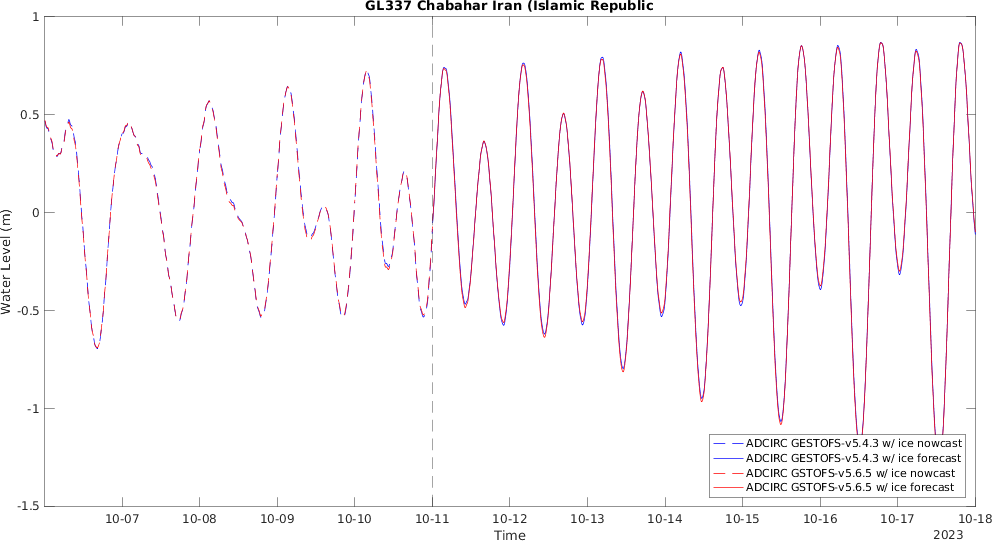 GL337 Chabahar Iran (Islamic Republic
1
0.5
0
-0.5
-1
-1.5
Water Level (m)
ADCIRC GESTOFS-v5.4.3 w/ ice nowcast
ADCIRC GESTOFS-v5.4.3 w/ ice forecast
ADCIRC GSTOFS-v5.6.5 w/ ice nowcast
ADCIRC GSTOFS-v5.6.5 w/ ice forecast
10-07 10-08 10-09 10-10 10-11 10-12 10-13 10-14 10-15 10-16 10-17 10-18
Time
2023